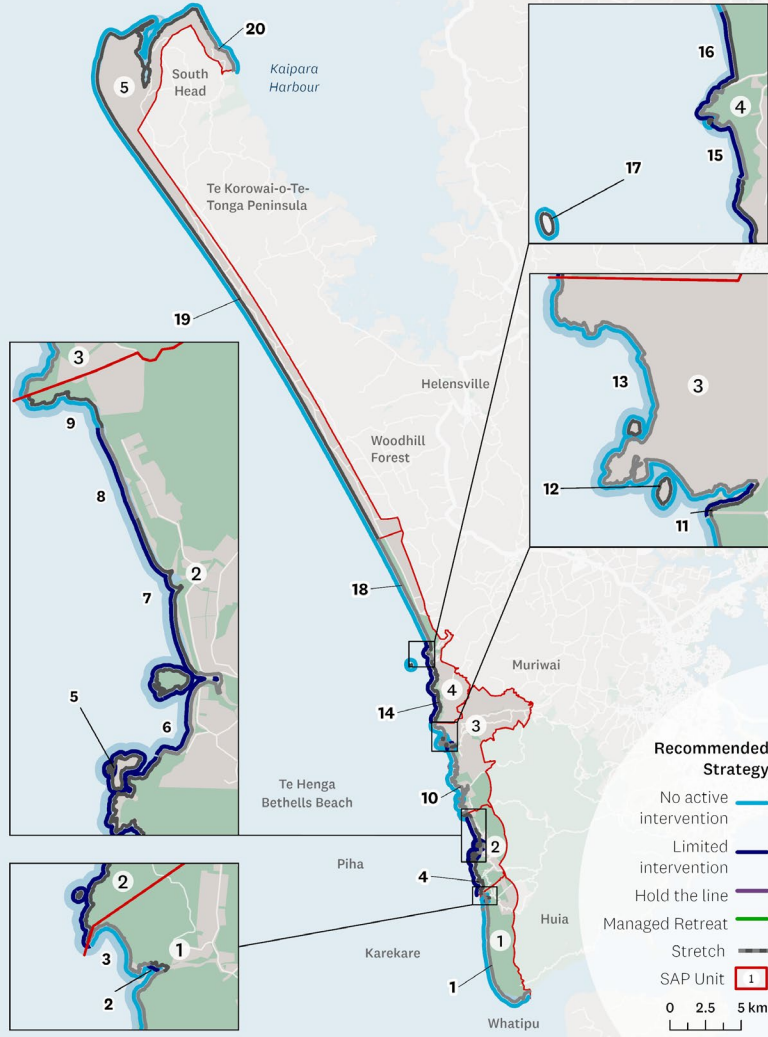 20
16
Kaipara
Harbour
South
Head
5
4
15
17
Te Korowai-o-Te-
Tonga Peninsula
19
3
13
3
Helensville
9
Woodhill
Forest
8
12
11
2
7
18
Muriwai
4
5
14
3
6
Te Henga
Bethells Beach
10
2
Piha
4
2
Huia
1
1
3
Karekare
2
1
Whatipu
Recommended
Strategy
No active
intervention
Limited
intervention
Hold the line
Managed Retreat
Stretch
SAP Unit 1
0 2.5 5 km